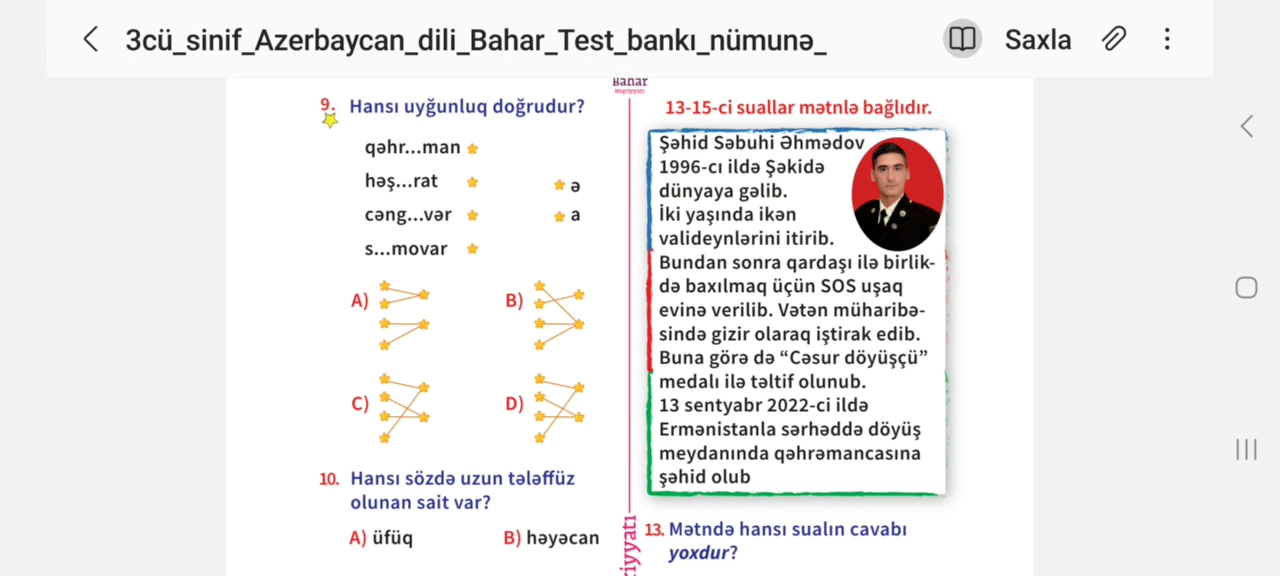 3cü_sinif_Azerbaycan_dili_Bahar_Test_bankı_nümunə_
Saxla
Bahar
Nəşriyyatı
9. Hansı uyğunluq doğrudur?
qəhr...man
həş...rat
cəng...vər
s...movar
ə
a
A)
B)
C)
D)
10. Hansı sözdə uzun tələffüz
olunan sait var?
A) üfüq
B) həyəcan
riyyatı
13-15-ci suallar mətnlə bağlıdır.
Şəhid Səbuhi Əhmədov
1996-cı ildə Şəkidə
dünyaya gəlib.
İki yaşında ikən
valideynlərini itirib.
Bundan sonra qardaşı ilə birlik-
də baxılmaq üçün SOS uşaq
evinə verilib. Vətən müharibə-
sində gizir olaraq iştirak edib.
Buna görə də “Cəsur döyüşçü”
medalı ilə təltif olunub.
13 sentyabr 2022-ci ildə
Ermənistanla sərhəddə döyüş
meydanında qəhrəmancasına
şəhid olub
13. Mətndə hansı sualın cavabı
yoxdur?